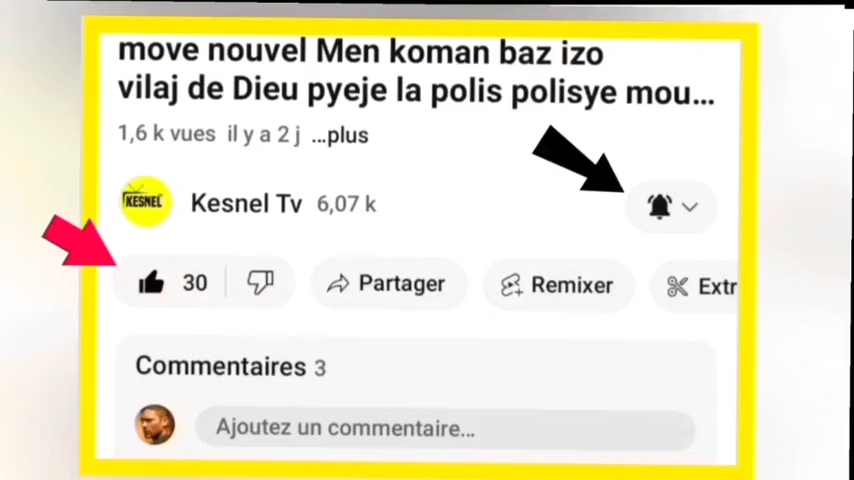 move nouvel Men koman baz izo
vilaj de Dieu pyeje la polis polisye mou...
1,6 k vues il y a 2 j ...plus
KESNEL
Kesnel Tv 6,07 k
30 Partager Remixer Extr
Commentaires 3
Ajoutez un commentaire...